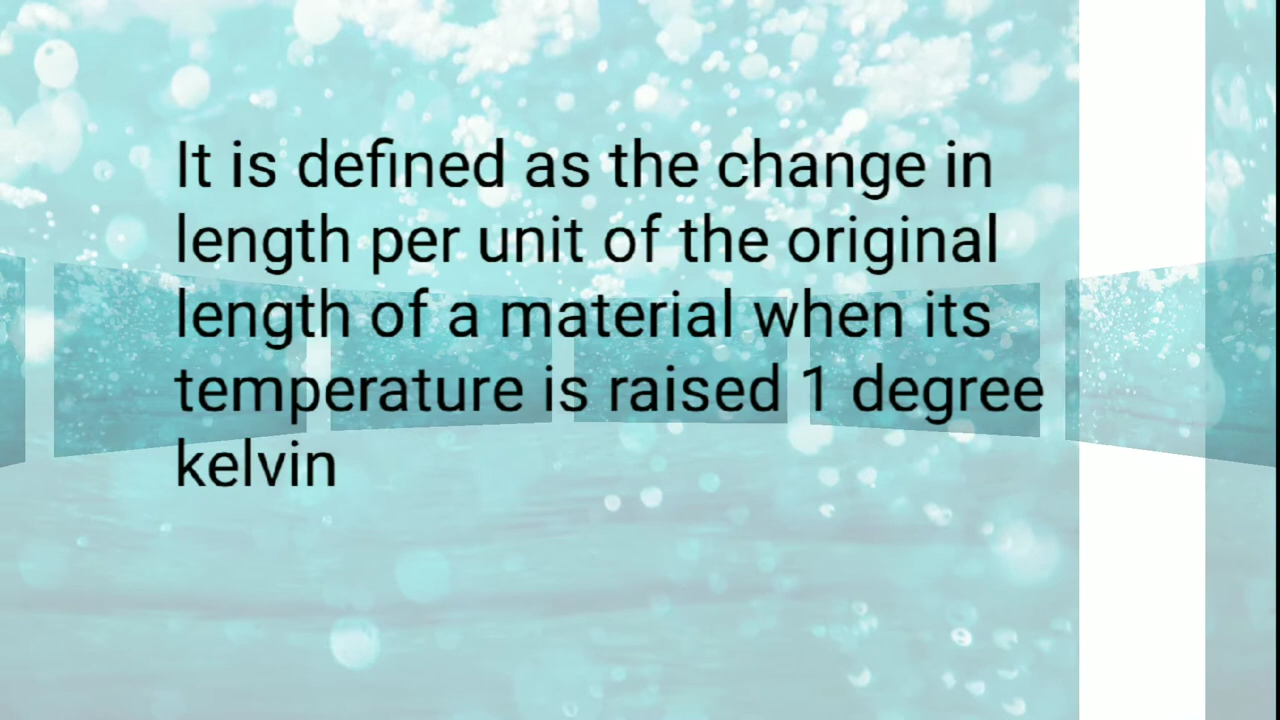 It is defined as the change in
length per unit of the original
length of a material when its
temperature is raised 1 degree
kelvin